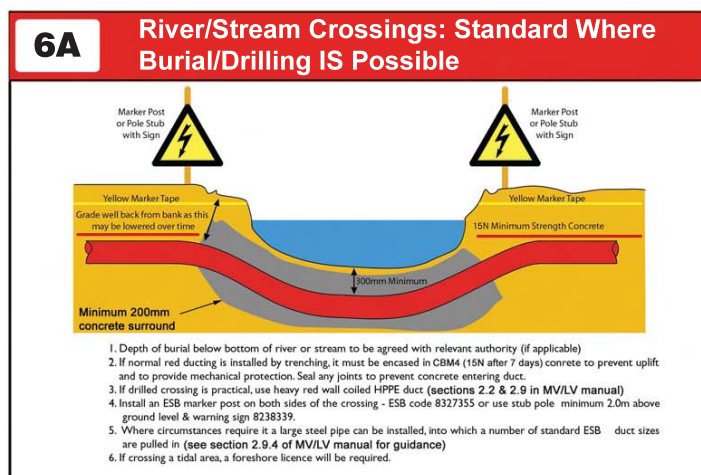 6A
River/Stream Crossings: Standard Where
Burial/Drilling IS Possible
Marker Post
or Pole Stub
with Sign
Marker Post
or Pole Stub
with Sign
Yellow Marker Tape
Yellow Marker Tape
Grade well back from bank as this
may be lowered over time
15N Minimum Strength Concrete
300mm Minimum
Minimum 200mm
concrete surround
1. Depth of burial below bottom of river or stream to be agreed with relevant authority (if applicable)
2. If normal red ducting is installed by trenching, it must be encased in CBM4 (15N after 7 days) conrete to prevent uplift
and to provide mechanical protection. Seal any joints to prevent concrete entering duct.
3. If drilled crossing is practical, use heavy red wall coiled HPPE duct (sections 2.2 & 2.9 in MV/LV manual)
4. Install an ESB marker post on both sides of the crossing - ESB code 8327355 or use stub pole minimum 2.0m above
ground level & warning sign 8238339.
5. Where circumstances require it a large steel pipe can be installed, into which a number of standard ESB duct sizes
are pulled in (see section 2.9.4 of MV/LV manual for guidance)
6. If crossing a tidal area, a foreshore licence will be required.